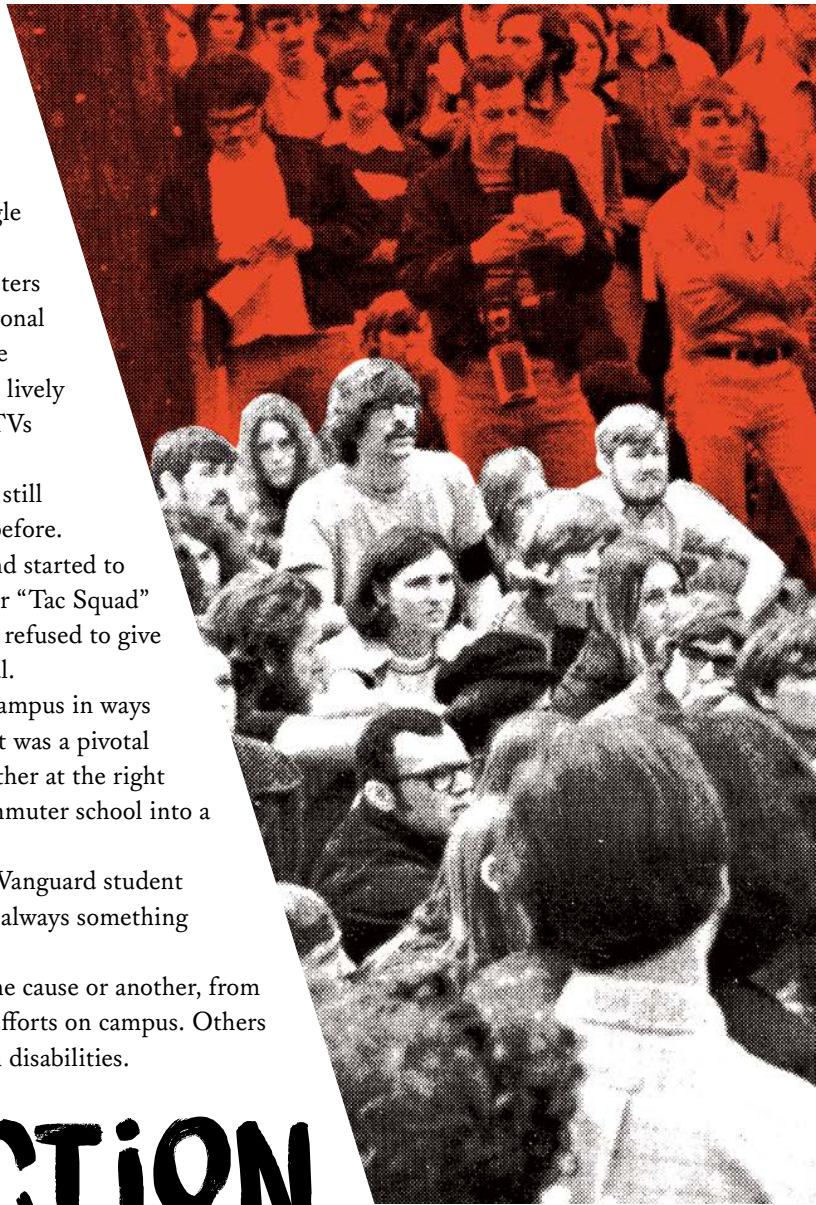 gle
ters
onal
e
lively
TVs
still
before.
nd started to
r “Tac Squad”
refused to give
l.
ampus in ways
t was a pivotal
ther at the right
nmuter school into a
Vanguard student
always something
ne cause or another, from
efforts on campus. Others
disabilities.
CTiON